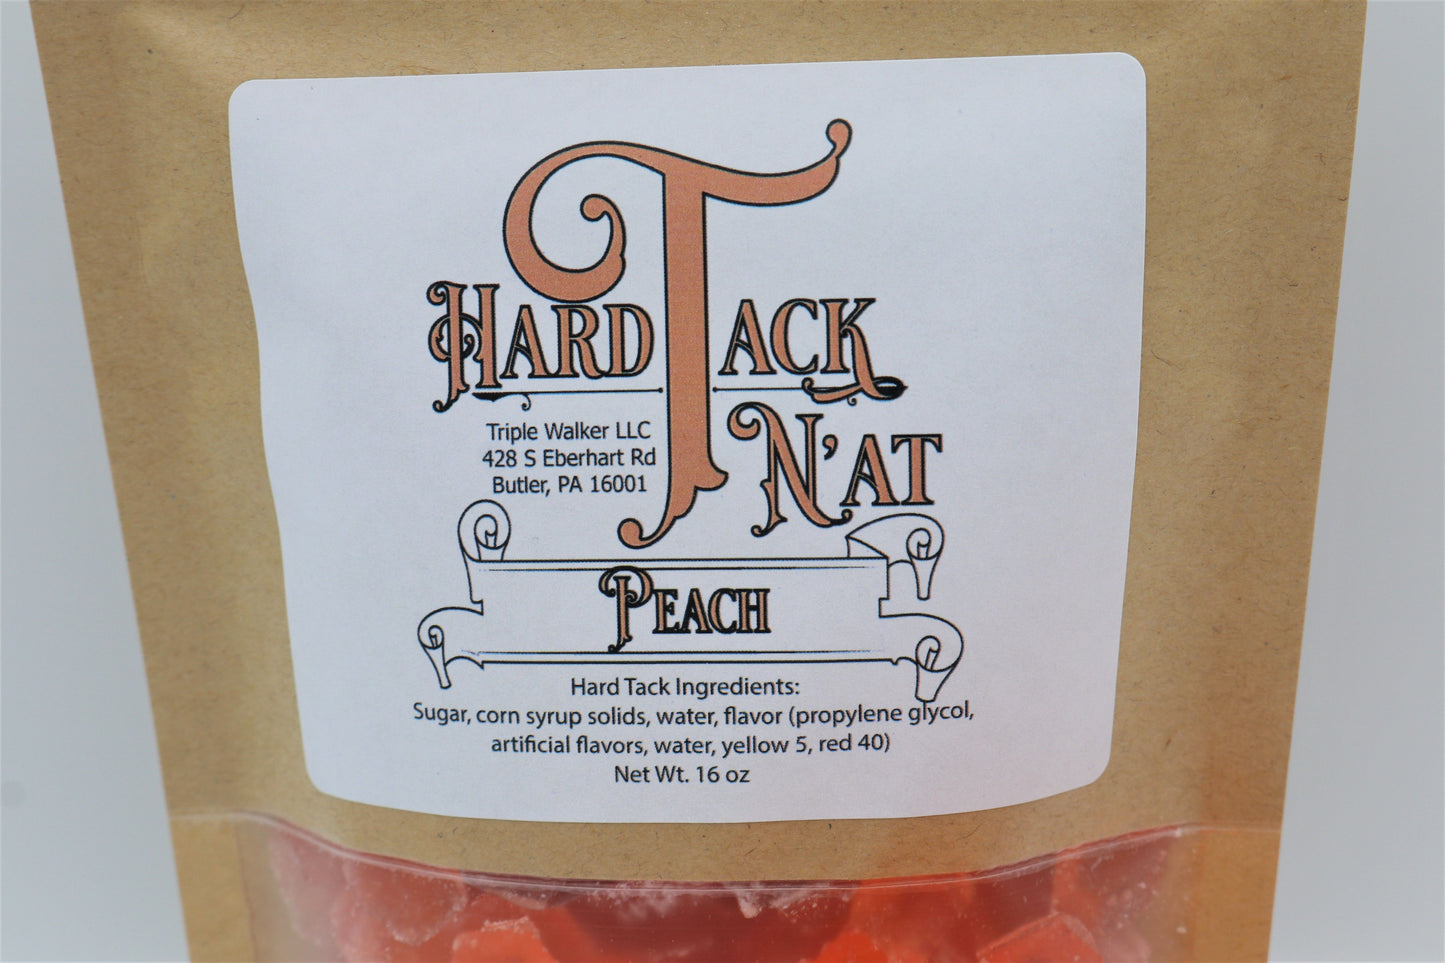 HARD TACK
N'AT
Triple Walker LLC
428 S Eberhart Rd
Butler, PA 16001
PEACH
Hard Tack Ingredients:
Sugar, corn syrup solids, water, flavor (propylene glycol,
artificial flavors, water, yellow 5, red 40)
Net Wt. 16 oz